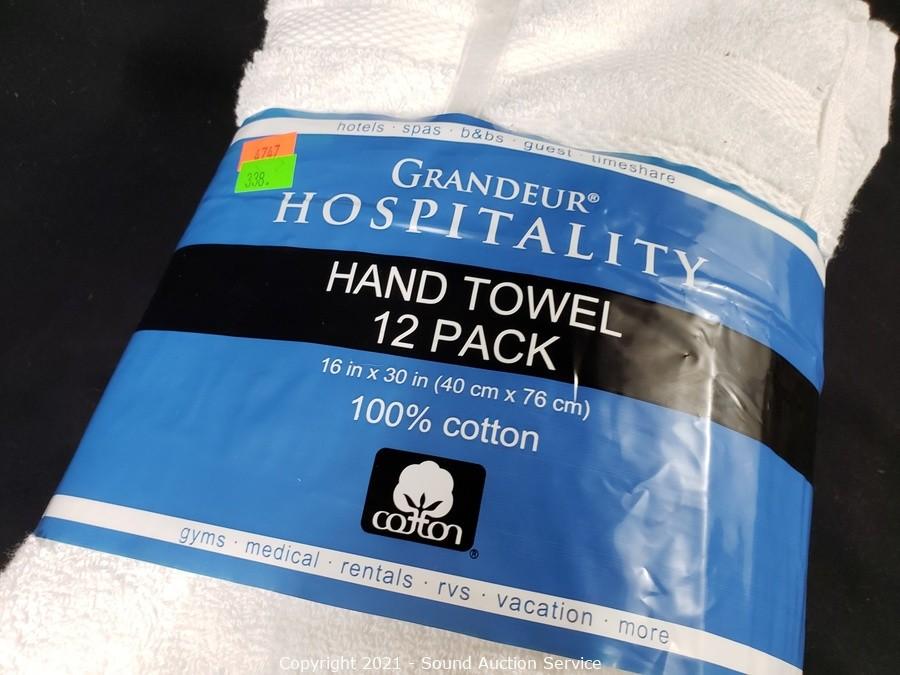 hotels · spas · b&bs · guest · timeshare
4747
338.
GRANDEUR®
HOSPITALITY
HAND TOWEL
12 PACK
16 in x 30 in (40 cm x 76 cm)
100% cotton
cotton®
gyms · medical · rentals · rvs · vacation · more
Copyright 2021 - Sound Auction Service